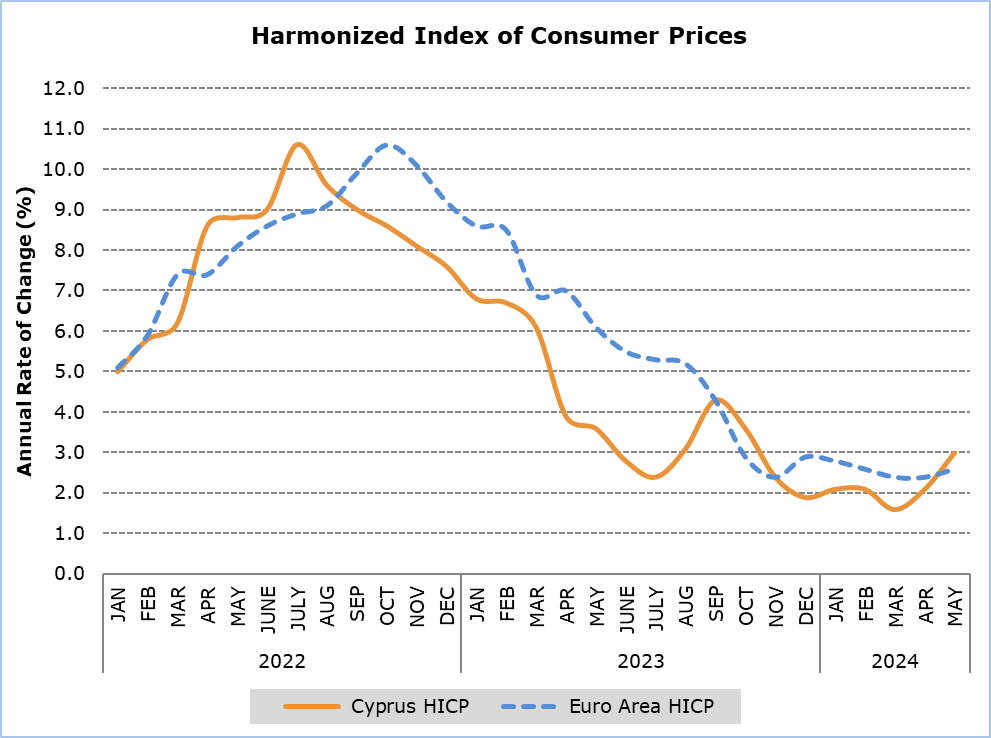 Harmonized Index of Consumer Prices
Annual Rate of Change (%)
12.0
11.0
10.0
9.0
8.0
7.0
6.0
5.0
4.0
3.0
2.0
1.0
0.0
JAN FEB MAR APR MAY JUNE JULY AUG SEP OCT NOV DEC JAN FEB MAR APR MAY JUNE JULY AUG SEP OCT NOV DEC JAN FEB MAR APR MAY
2022 2023 2024
Cyprus HICP Euro Area HICP